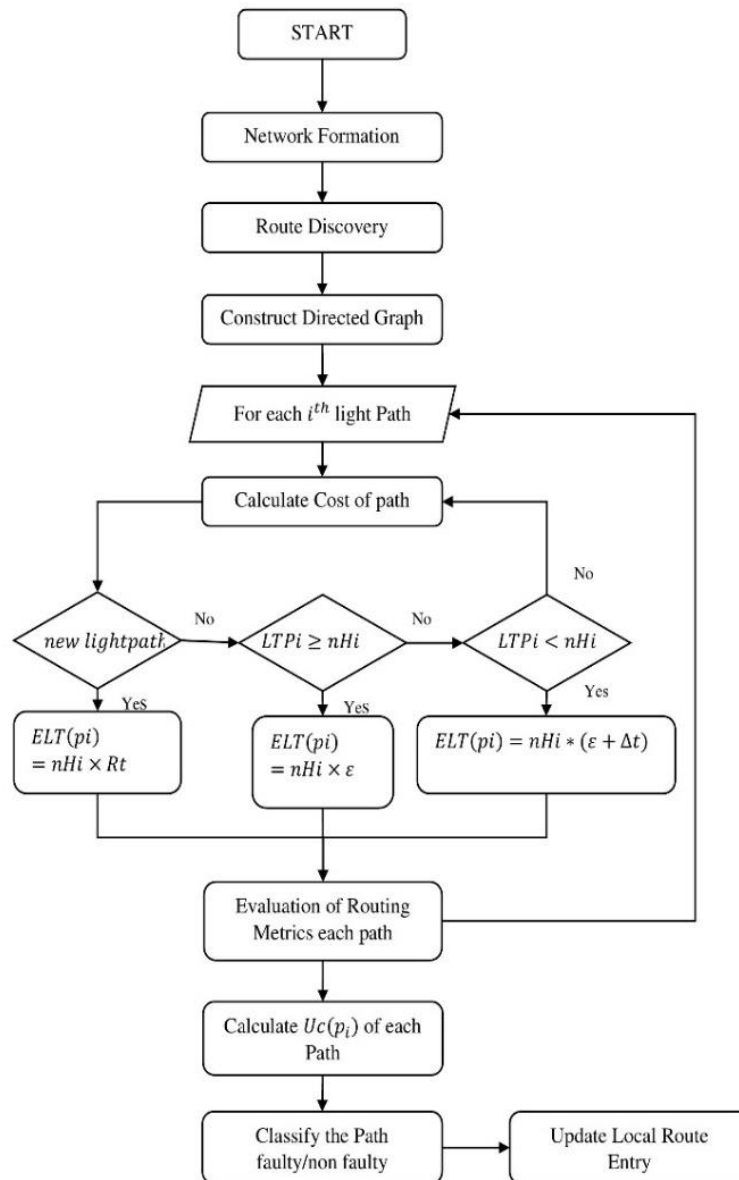 START
Network Formation
Route Discovery
Construct Directed Graph
For each iᵗʰ light Path
Calculate Cost of path
No
new lightpath
No
LTPi ≥ nHi
No
LTPi < nHi
Yes
Yes
Yes
ELT(pi)
= nHi × Rt
ELT(pi)
= nHi × ε
ELT(pi) = nHi * (ε + Δt)
Evaluation of Routing
Metrics each path
Calculate Uc(pᵢ) of each
Path
Classify the Path
faulty/non faulty
Update Local Route
Entry